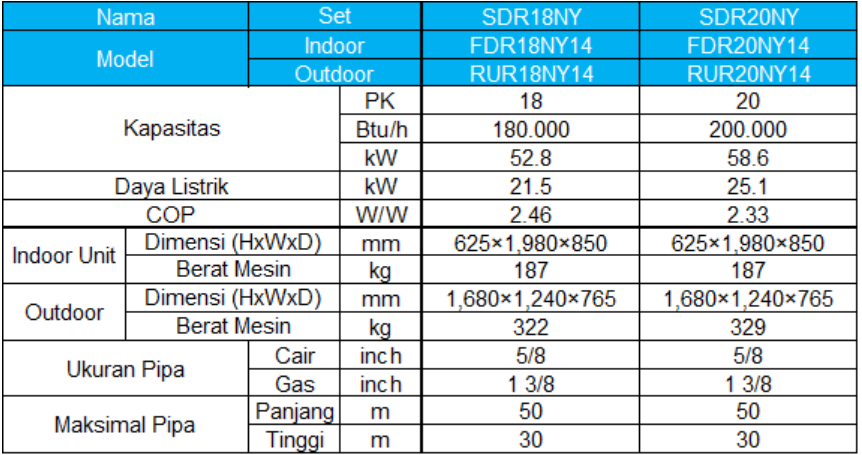 Nama Set SDR18NY SDR20NY
Model Indoor FDR18NY14 FDR20NY14
Outdoor RUR18NY14 RUR20NY14
Kapasitas PK 18 20
Btu/h 180.000 200.000
kW 52.8 58.6
Daya Listrik kW 21.5 25.1
COP W/W 2.46 2.33
Indoor Unit Dimensi (HxWxD) mm 625×1,980×850 625×1,980×850
Berat Mesin kg 187 187
Outdoor Dimensi (HxWxD) mm 1,680×1,240×765 1,680×1,240×765
Berat Mesin kg 322 329
Ukuran Pipa Cair inch 5/8 5/8
Gas inch 1 3/8 1 3/8
Maksimal Pipa Panjang m 50 50
Tinggi m 30 30